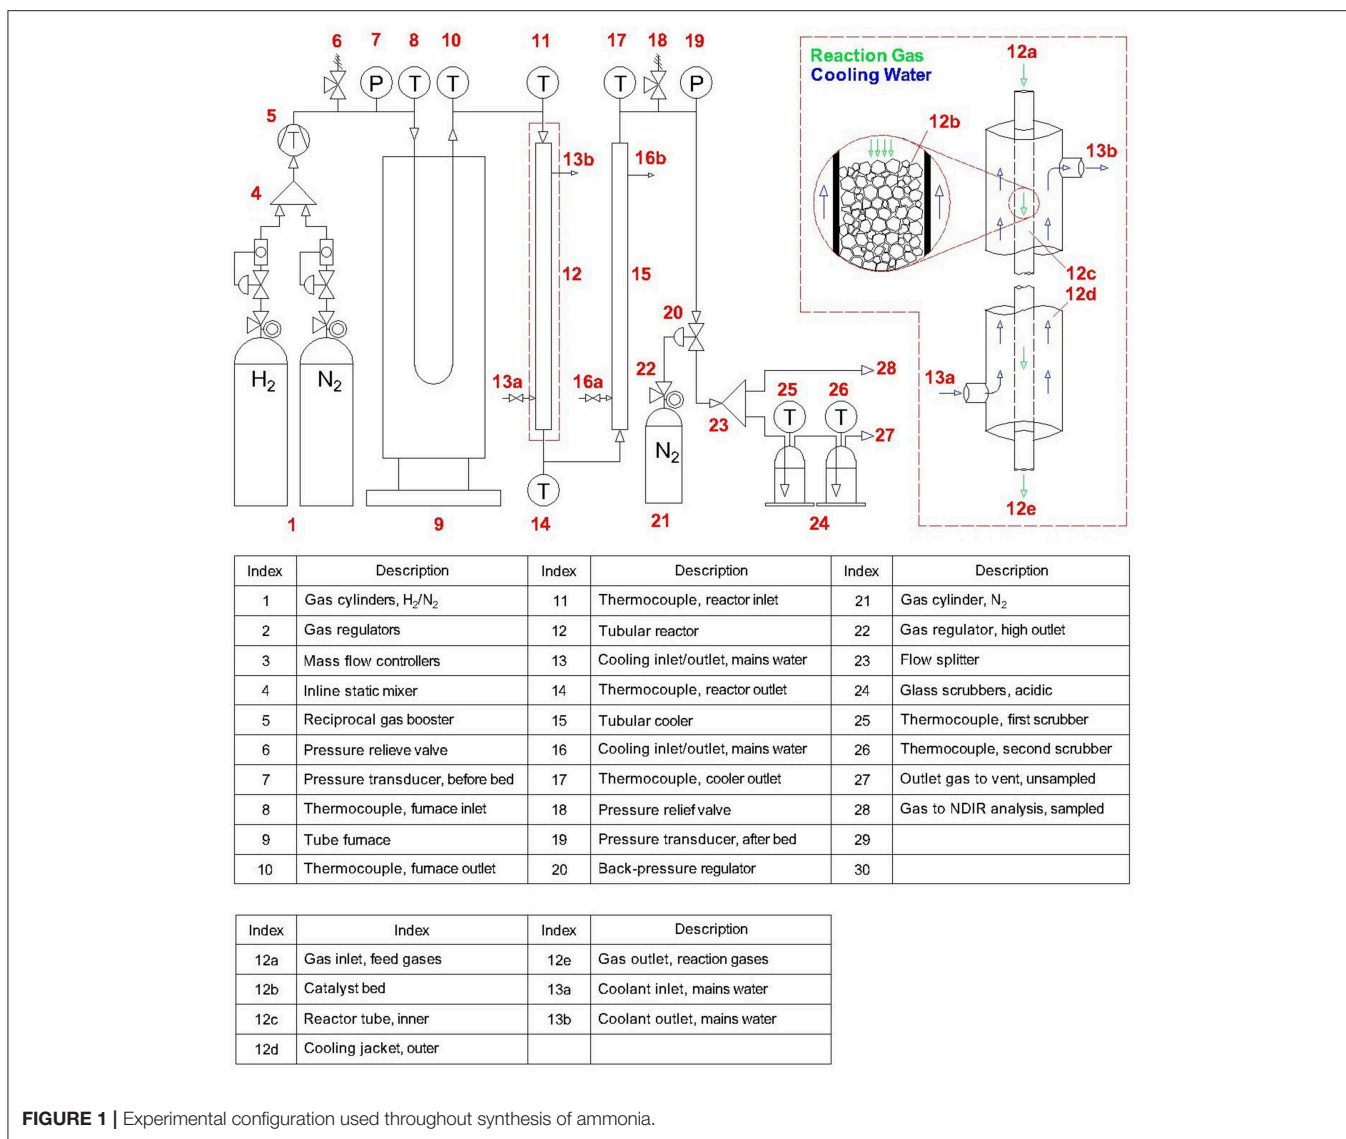 6 7 8 10 11 17 18 19
Reaction Gas
Cooling Water
12a
P T T T T P
5
T
12b
13b 16b 13b
4
12 15
12c
12d
20
H2 N2
22 28
13a 16a 25 26 13a
T T
23
27
N2
T
12e
1 9 14 21 24
Index Description Index Description Index Description
1 Gas cylinders, H2/N2 11 Thermocouple, reactor inlet 21 Gas cylinder, N2
2 Gas regulators 12 Tubular reactor 22 Gas regulator, high outlet
3 Mass flow controllers 13 Cooling inlet/outlet, mains water 23 Flow splitter
4 Inline static mixer 14 Thermocouple, reactor outlet 24 Glass scrubbers, acidic
5 Reciprocal gas booster 15 Tubular cooler 25 Thermocouple, first scrubber
6 Pressure relieve valve 16 Cooling inlet/outlet, mains water 26 Thermocouple, second scrubber
7 Pressure transducer, before bed 17 Thermocouple, cooler outlet 27 Outlet gas to vent, unsampled
8 Thermocouple, furnace inlet 18 Pressure relief valve 28 Gas to NDIR analysis, sampled
9 Tube furnace 19 Pressure transducer, after bed 29
10 Thermocouple, furnace outlet 20 Back-pressure regulator 30
Index Index Index Description
12a Gas inlet, feed gases 12e Gas outlet, reaction gases
12b Catalyst bed 13a Coolant inlet, mains water
12c Reactor tube, inner 13b Coolant outlet, mains water
12d Cooling jacket, outer
FIGURE 1 | Experimental configuration used throughout synthesis of ammonia.